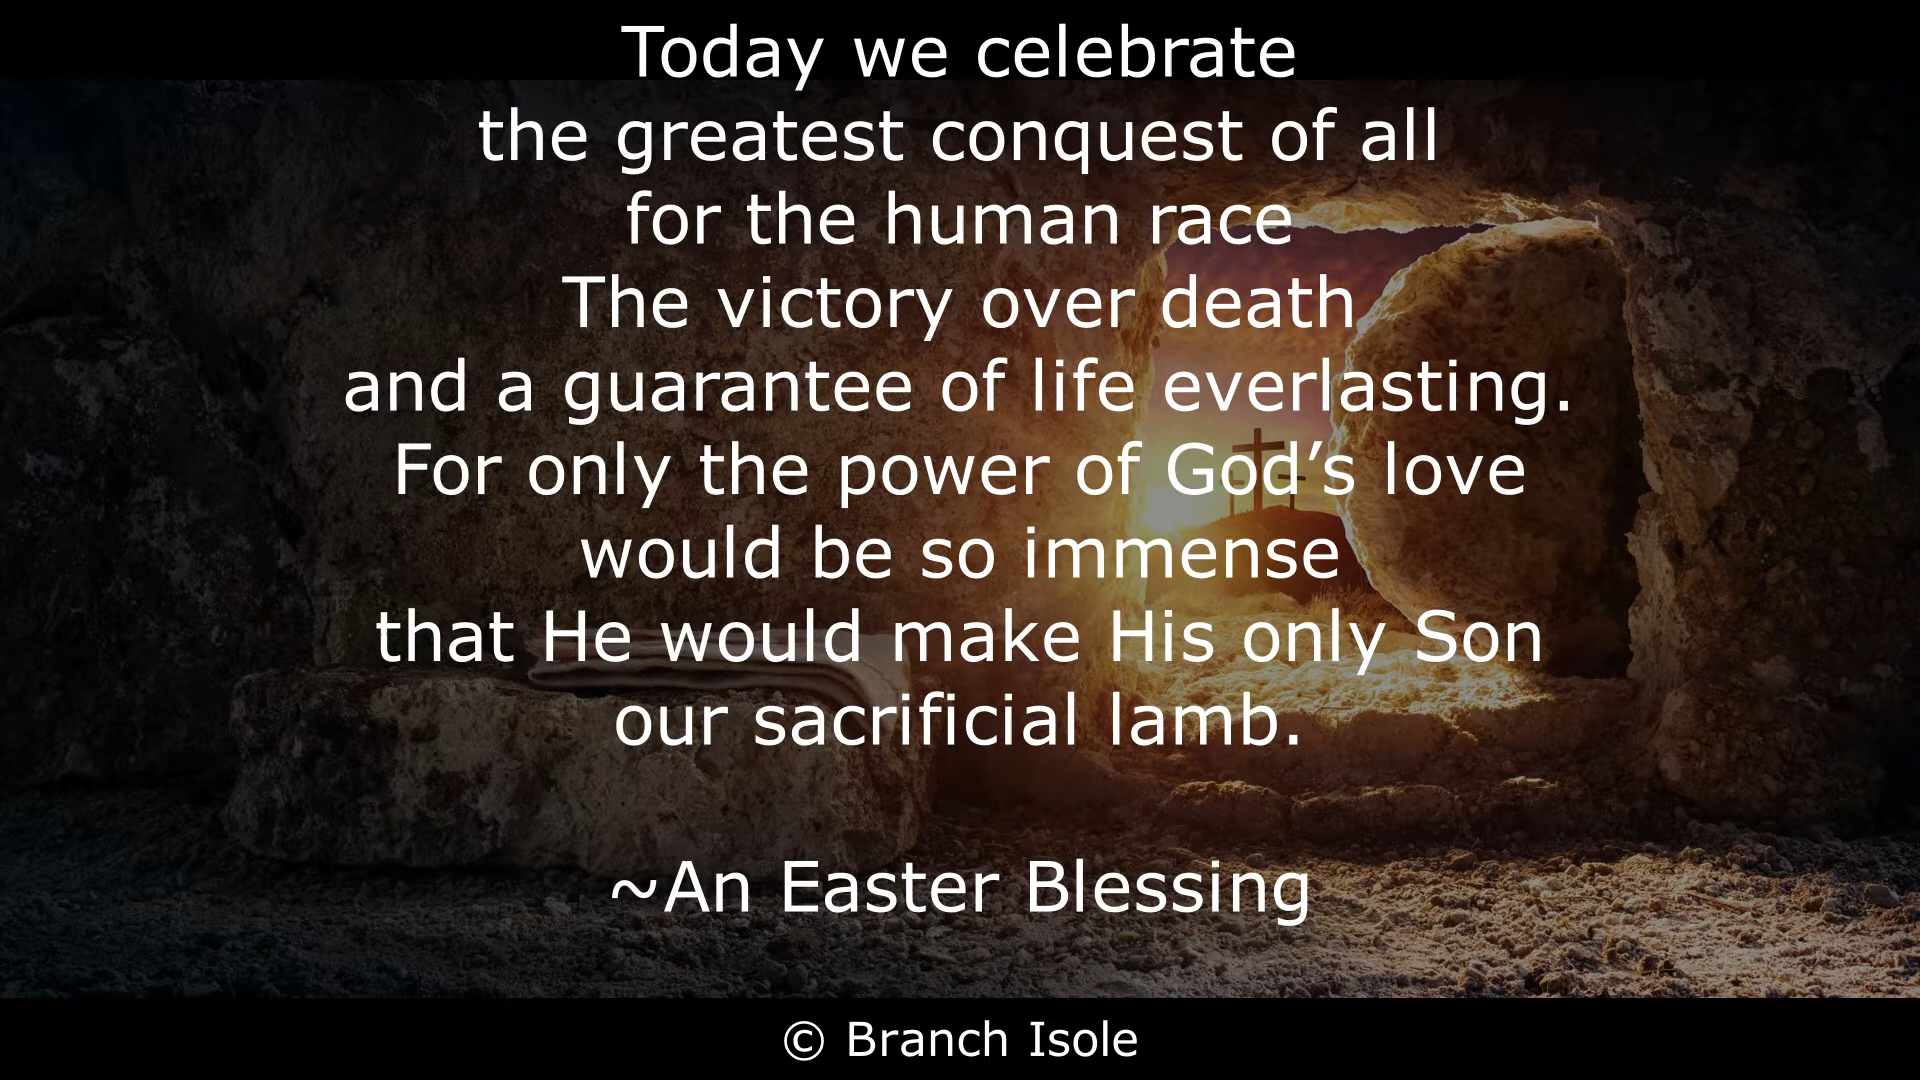 Today we celebrate
the greatest conquest of all
for the human race
The victory over death
and a guarantee of life everlasting.
For only the power of God’s love
would be so immense
that He would make His only Son
our sacrificial lamb.
~An Easter Blessing
© Branch Isole